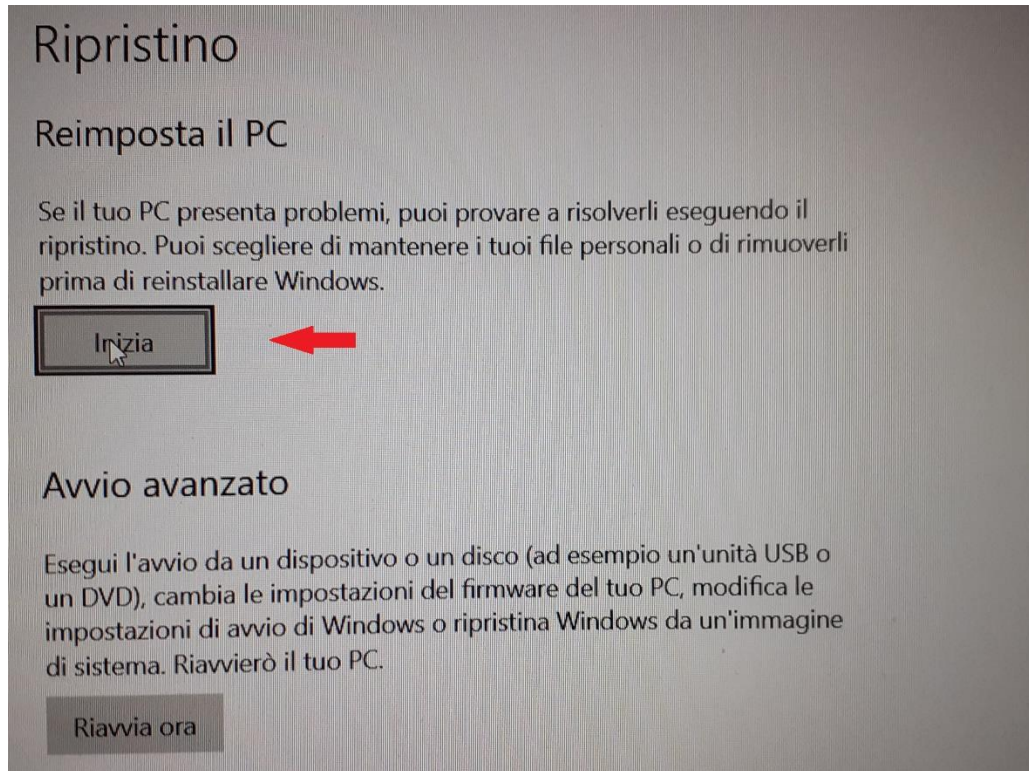 Ripristino
Reimposta il PC
Se il tuo PC presenta problemi, puoi provare a risolverli eseguendo il
ripristino. Puoi scegliere di mantenere i tuoi file personali o di rimuoverli
prima di reinstallare Windows.
Inizia
Avvio avanzato
Esegui l'avvio da un dispositivo o un disco (ad esempio un'unità USB o
un DVD), cambia le impostazioni del firmware del tuo PC, modifica le
impostazioni di avvio di Windows o ripristina Windows da un'immagine
di sistema. Riavvierò il tuo PC.
Riavvia ora